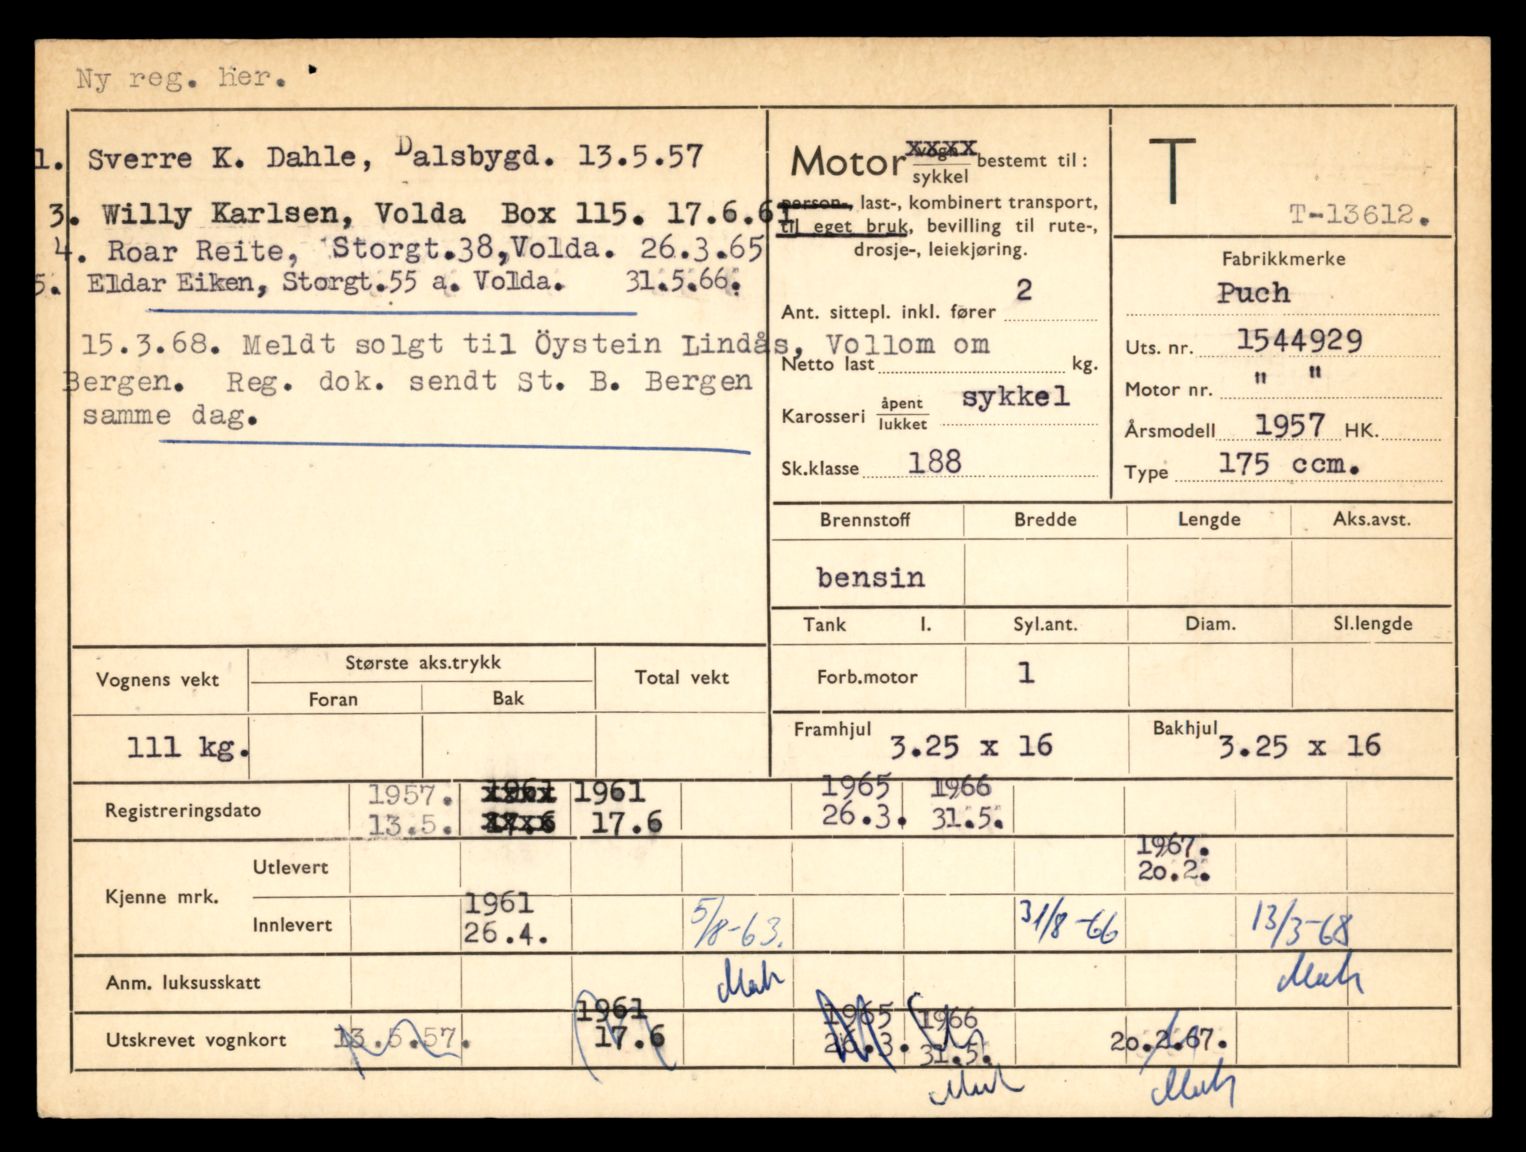 Ny reg. her.
1. Sverre K. Dahle, Dalsbygd. 13.5.57
3. Willy Karlsen, Volda Box 115. 17.6.61
4. Roar Reite, Storgt.38,Volda. 26.3.65
5. Eldar Eiken, Storgt.55 a. Volda. 31.5.66.
15.3.68. Meldt solgt til Öystein Lindås, Vollom om
Bergen. Reg. dok. sendt St. B. Bergen
samme dag.
Motor vogn sykkel bestemt til:
person-, last-, kombinert transport,
til eget bruk, bevilling til rute-,
drosje-, leiekjøring.
Ant. sittepl. inkl. fører 2
Netto last kg.
Karosseri åpent lukket sykkel
Sk.klasse 188
T
T-13612.
Fabrikkmerke
Puch
Uts. nr. 1544929
Motor nr. " "
Årsmodell 1957 HK.
Type 175 ccm.
Brennstoff Bredde Lengde Aks.avst.
bensin
Tank l. Syl.ant. Diam. Sl.lengde
Forb.motor 1
Framhjul 3.25 x 16 Bakhjul 3.25 x 16
Vognens vekt Største aks.trykk Total vekt
Foran Bak
111 kg.
Registreringsdato 1957. 1961 1961 1965 1966
13.5. 17.6 17.6 26.3. 31.5.
Kjenne mrk. Utlevert 1967.
20.2.
Innlevert 1961 5/8-63. 31/8-66 13/3-68
26.4.
Anm. luksusskatt
Utskrevet vognkort 13.5.57. 1961 1965 1966 20.2.67.
17.6 26.3. 31.5.